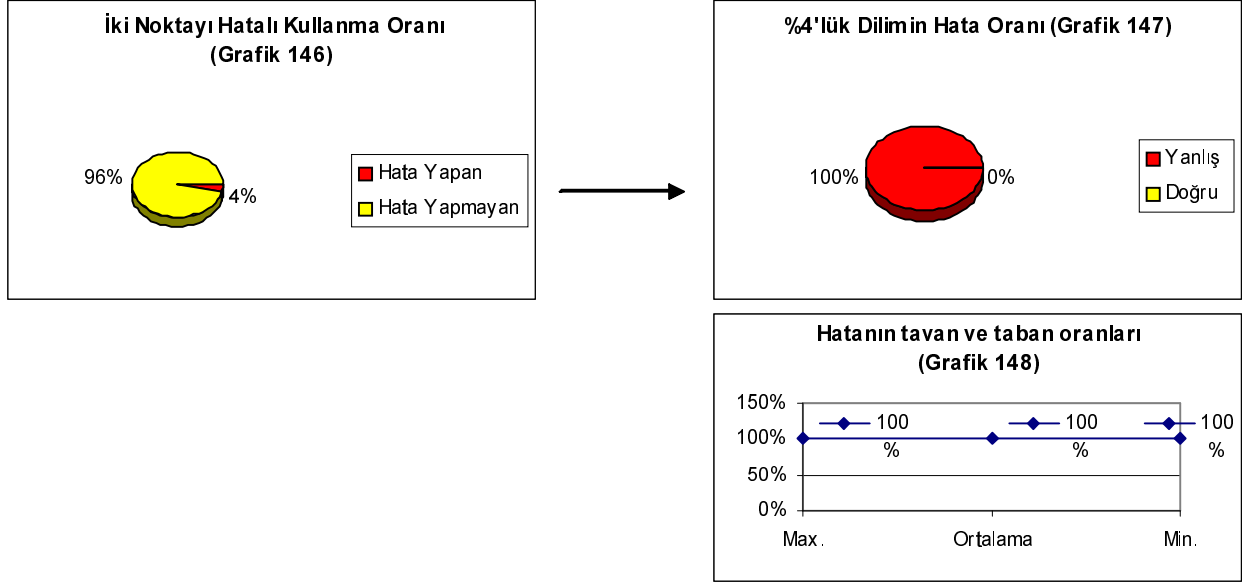 İki Noktayı Hatalı Kullanma Oranı
(Grafik 146)
96%
4%
Hata Yapan
Hata Yapmayan
%4'lük Dilimin Hata Oranı (Grafik 147)
100%
0%
Yanlış
Doğru
Hatanın tavan ve taban oranları
(Grafik 148)
150%
100%
50%
0%
100
%
100
%
100
%
Max.
Ortalama
Min.